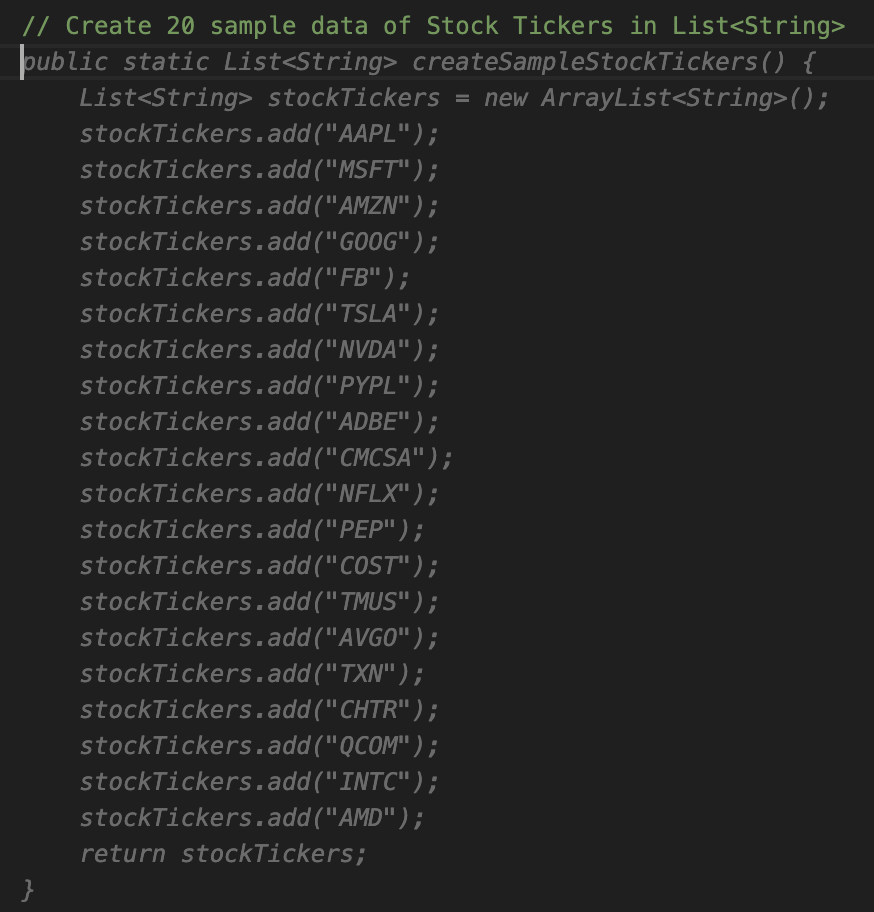 // Create 20 sample data of Stock Tickers in List<String>
public static List<String> createSampleStockTickers() {
    List<String> stockTickers = new ArrayList<String>();
    stockTickers.add("AAPL");
    stockTickers.add("MSFT");
    stockTickers.add("AMZN");
    stockTickers.add("GOOG");
    stockTickers.add("FB");
    stockTickers.add("TSLA");
    stockTickers.add("NVDA");
    stockTickers.add("PYPL");
    stockTickers.add("ADBE");
    stockTickers.add("CMCSA");
    stockTickers.add("NFLX");
    stockTickers.add("PEP");
    stockTickers.add("COST");
    stockTickers.add("TMUS");
    stockTickers.add("AVGO");
    stockTickers.add("TXN");
    stockTickers.add("CHTR");
    stockTickers.add("QCOM");
    stockTickers.add("INTC");
    stockTickers.add("AMD");
    return stockTickers;
}